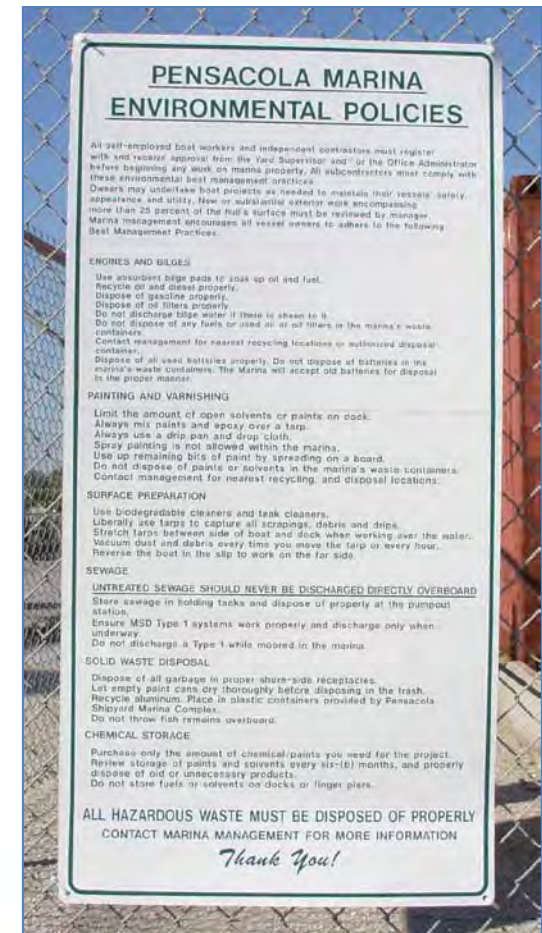 PENSACOLA MARINA
ENVIRONMENTAL POLICIES
All self-employed boat workers and independent contractors must register
with and receive approval from the Yard Supervisor and or the Office Administrator
before beginning any work on marina property. All subcontractors must comply with
these environmental best management practices.
Owners may undertake boat projects as needed to maintain their vessels' safety,
appearance and utility. New or substantial exterior work encompassing
more than 25 percent of the hull's surface must be reviewed by manager.
Marina management encourages all vessel owners to adhere to the following
Best Management Practices.
ENGINES AND BILGES
Use absorbent bilge pads to soak up oil and fuel.
Recycle oil and diesel properly.
Dispose of gasoline properly.
Dispose of oil filters properly.
Do not discharge bilge water if there is sheen to it.
Do not dispose of any fuels or used oil or oil filters in the marina's waste
containers.
Contact management for nearest recycling locations or authorized disposal
container.
Dispose of all used batteries properly. Do not dispose of batteries in the
marina's waste containers. The Marina will accept old batteries for disposal
in the proper manner.
PAINTING AND VARNISHING
Limit the amount of open solvents or paints on dock.
Always mix paints and epoxy over a tarp.
Always use a drip pan and drop cloth.
Spray painting is not allowed within the marina.
Use up remaining bits of paint by spreading on a board.
Do not dispose of paints or solvents in the marina's waste containers.
Contact management for nearest recycling, and disposal locations.
SURFACE PREPARATION
Use biodegradable cleaners and teak cleaners.
Liberally use tarps to capture all scrapings, debris and drips.
Stretch tarps between side of boat and dock when working over the water.
Vacuum dust and debris every time you move the tarp or every hour.
Reverse the boat in the slip to work on the far side.
SEWAGE
UNTREATED SEWAGE SHOULD NEVER BE DISCHARGED DIRECTLY OVERBOARD
Store sewage in holding tanks and dispose of properly at the pumpout
station.
Ensure MSD Type 1 systems work properly and discharge only when
underway.
Do not discharge a Type 1 while moored in the marina.
SOLID WASTE DISPOSAL
Dispose of all garbage in proper shore-side receptacles.
Let empty paint cans dry thoroughly before disposing in the trash.
Recycle aluminum. Place in plastic containers provided by Pensacola
Shipyard Marina Complex.
Do not throw fish remains overboard.
CHEMICAL STORAGE
Purchase only the amount of chemical/paints you need for the project.
Review storage of paints and solvents every six-(6) months, and properly
dispose of old or unnecessary products.
Do not store fuels or solvents on docks or finger piers.
ALL HAZARDOUS WASTE MUST BE DISPOSED OF PROPERLY
CONTACT MARINA MANAGEMENT FOR MORE INFORMATION
Thank You!